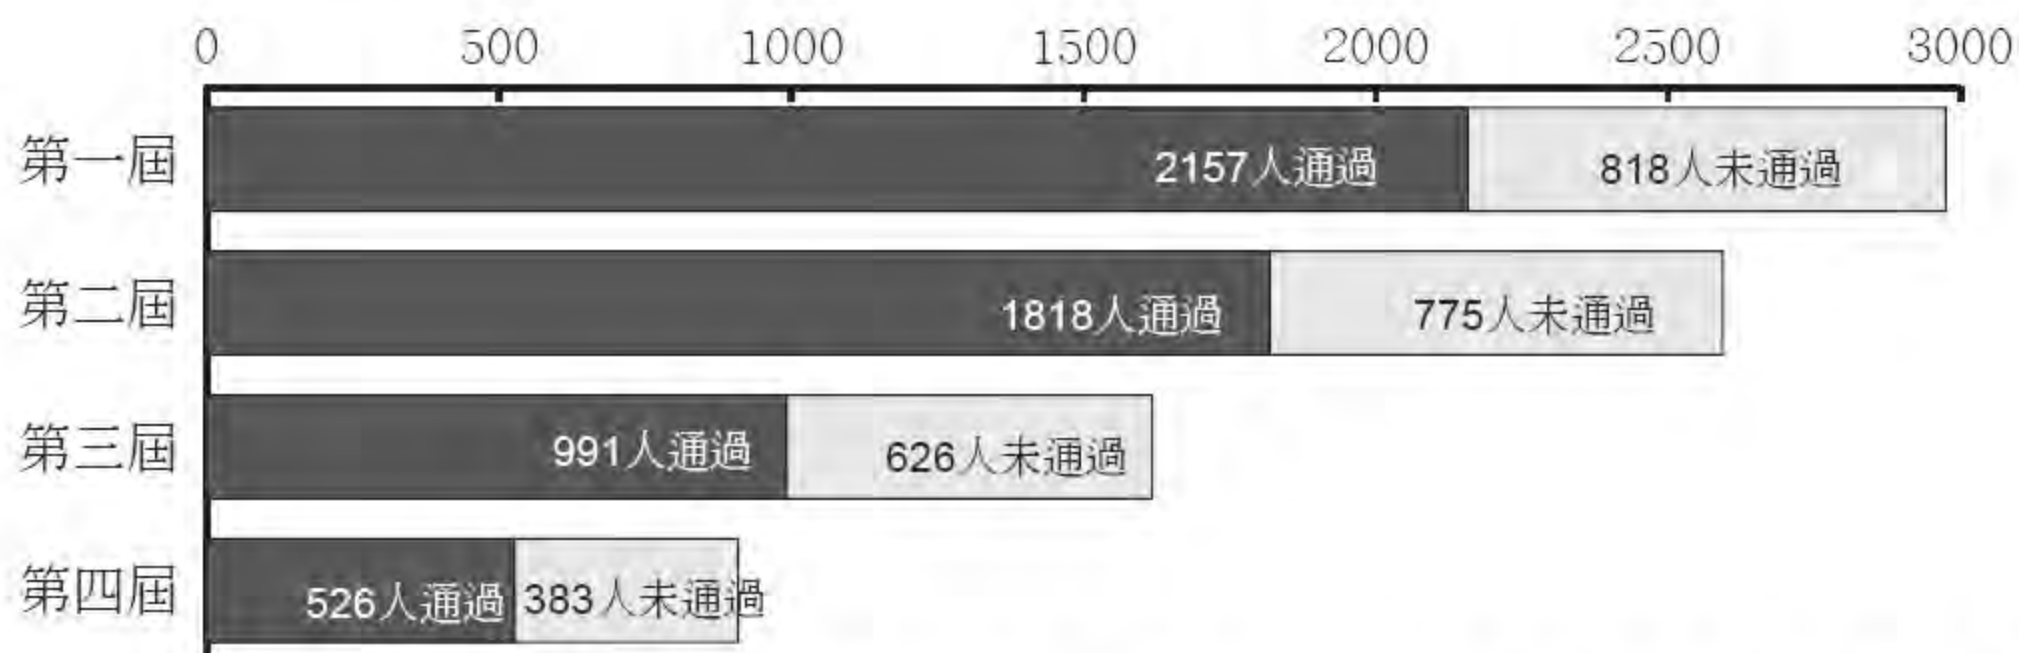 0 500 1000 1500 2000 2500 3000
第一屆 2157人通過 818人未通過
第二屆 1818人通過 775人未通過
第三屆 991人通過 626人未通過
第四屆 526人通過 383人未通過